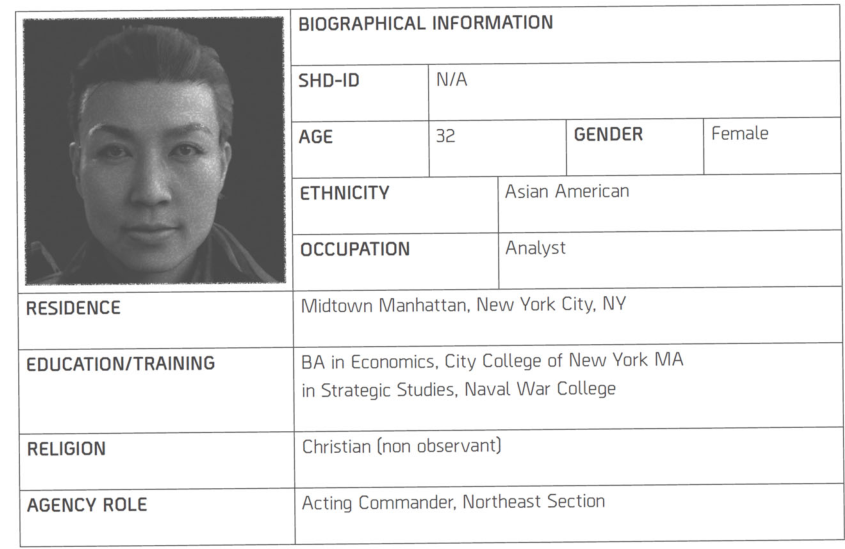 BIOGRAPHICAL INFORMATION
SHD-ID N/A
AGE 32 GENDER Female
ETHNICITY Asian American
OCCUPATION Analyst
RESIDENCE Midtown Manhattan, New York City, NY
EDUCATION/TRAINING BA in Economics, City College of New York MA
in Strategic Studies, Naval War College
RELIGION Christian (non observant)
AGENCY ROLE Acting Commander, Northeast Section